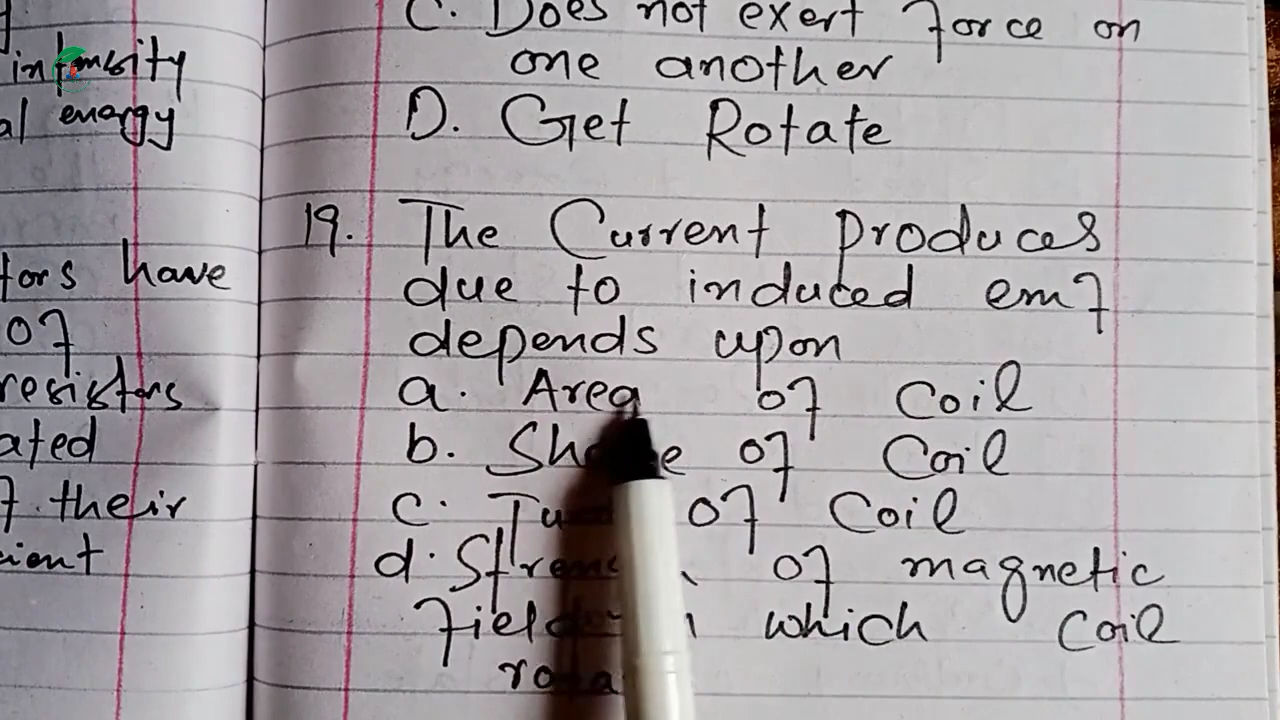 intensity
al energy
tors have
of
resistors
ated
f their
cient
C. Does not exert force on
one another
D. Get Rotate
19. The Current produces
due to induced emf
depends upon
a. Area of Coil
b. of Coil
c. of Coil
d. of magnetic
which Coil